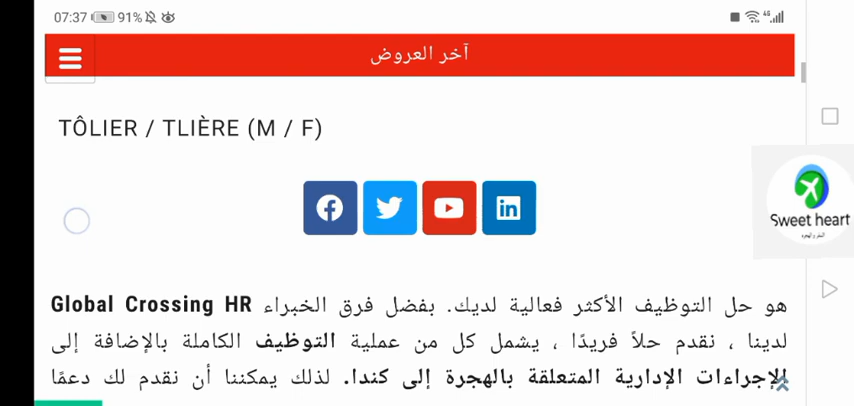 07:37 91% 4G
آخر العروض
TÔLIER / TLIÈRE (M / F)
Sweet heart
هو حل التوظيف الأكثر فعالية لديك. بفضل فرق الخبراء Global Crossing HR
لدينا ، نقدم حلاً فريدًا ، يشمل كل من عملية التوظيف الكاملة بالإضافة إلى
الإجراءات الإدارية المتعلقة بالهجرة إلى كندا. لذلك يمكننا أن نقدم لك دعمًا